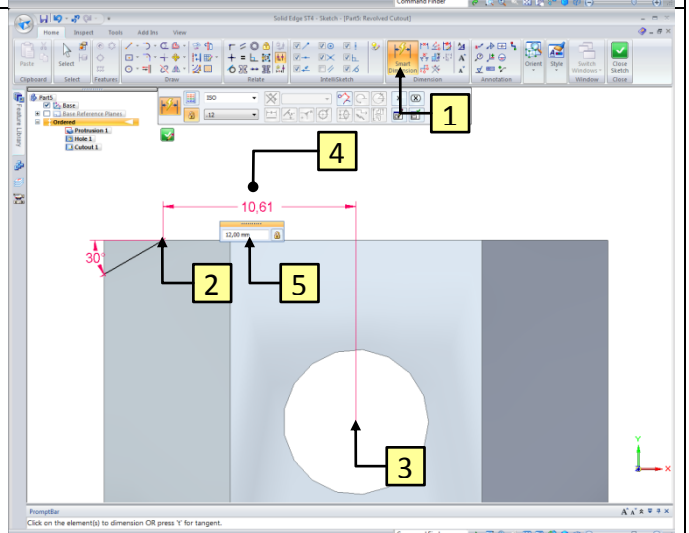 Command Finder
Solid Edge ST4 - Sketch - [Part5: Revolved Cutout]
Home Inspect Tools Add Ins View
Paste Select Smart Dimension Orient Style Switch Windows Close Sketch
Clipboard Select Features Draw Relate IntelliSketch Dimension Annotation Window Close
Feature Library
Part5
Base
Base Reference Planes
Ordered
Protrusion 1
Hole 1
Cutout 1
ISO
.12
1
4
10,61
12,00 mm
30°
2
5
3
Y
X
PromptBar
Click on the element(s) to dimension OR press 'Y' for tangent.
Command Finder